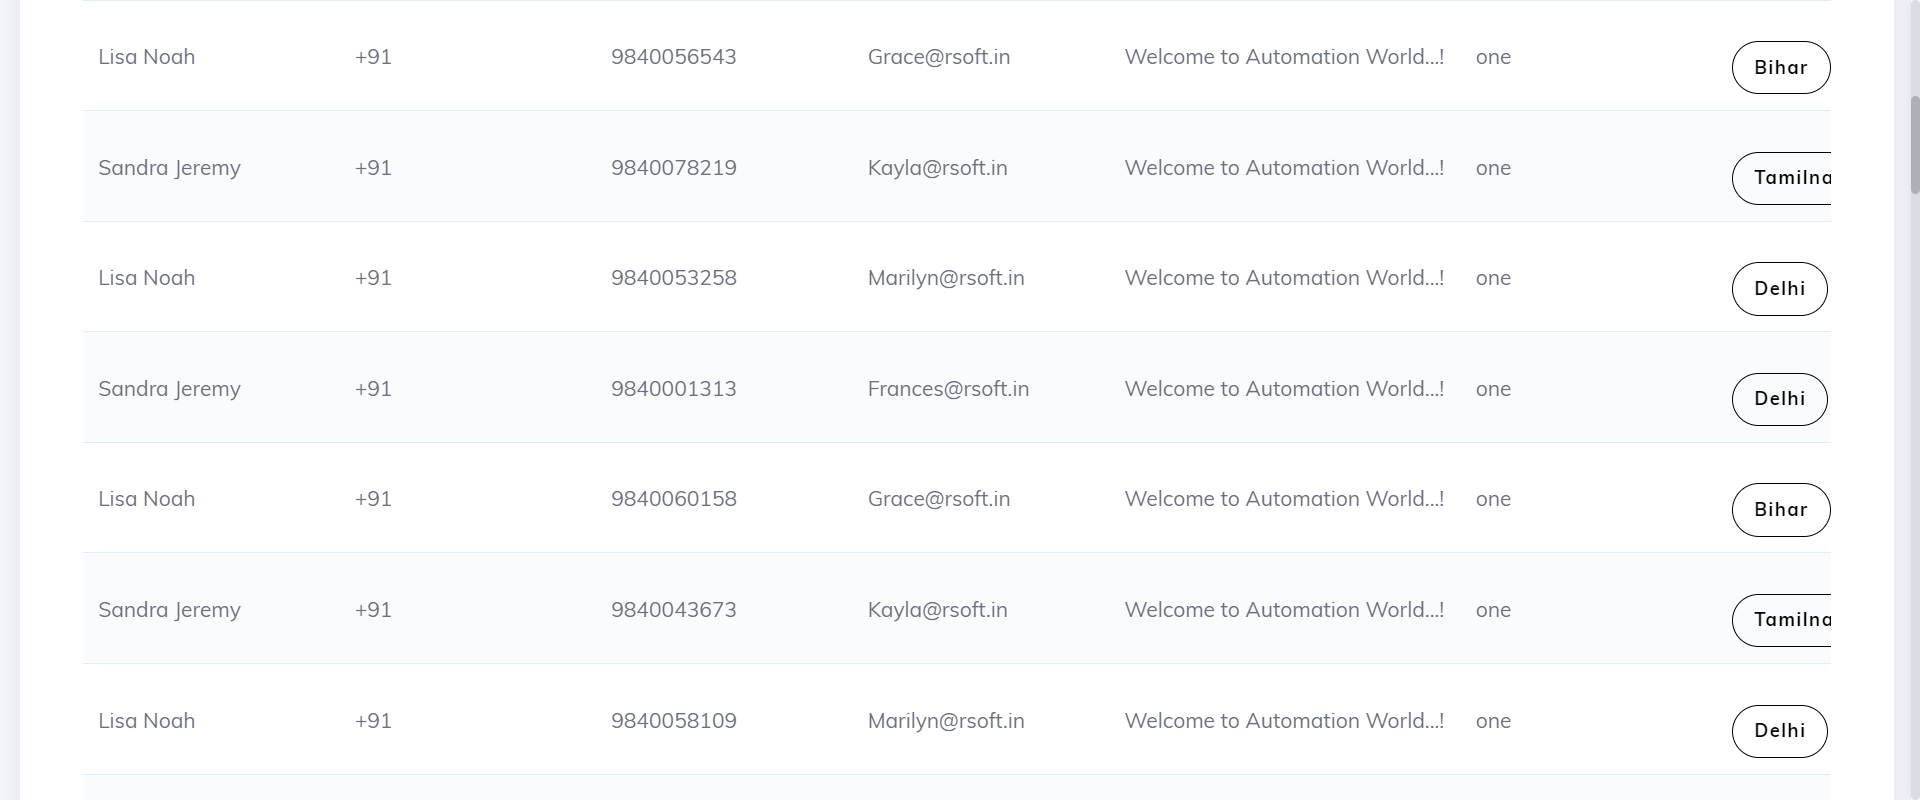 Lisa Noah +91 9840056543 Grace@rsoft.in Welcome to Automation World...! one Bihar
Sandra Jeremy +91 9840078219 Kayla@rsoft.in Welcome to Automation World...! one Tamilna
Lisa Noah +91 9840053258 Marilyn@rsoft.in Welcome to Automation World...! one Delhi
Sandra Jeremy +91 9840001313 Frances@rsoft.in Welcome to Automation World...! one Delhi
Lisa Noah +91 9840060158 Grace@rsoft.in Welcome to Automation World...! one Bihar
Sandra Jeremy +91 9840043673 Kayla@rsoft.in Welcome to Automation World...! one Tamilna
Lisa Noah +91 9840058109 Marilyn@rsoft.in Welcome to Automation World...! one Delhi